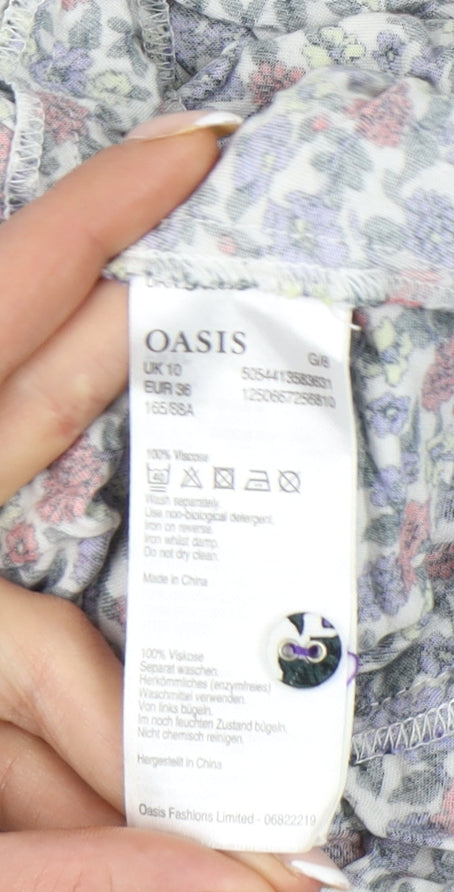 OASIS
G/8
UK 10
5054413583631
EUR 36
1250667256810
165/88A
100% Viscose
40
Wash separately.
Use non-biological detergent.
Iron on reverse.
Iron whilst damp.
Do not dry clean.
Made in China
100% Viskose
Separat waschen.
Herkömmliches (enzymfreies)
Waschmittel verwenden.
Von links bügeln.
Im noch feuchten Zustand bügeln.
Nicht chemisch reinigen.
Hergestellt in China
Oasis Fashions Limited - 06822219